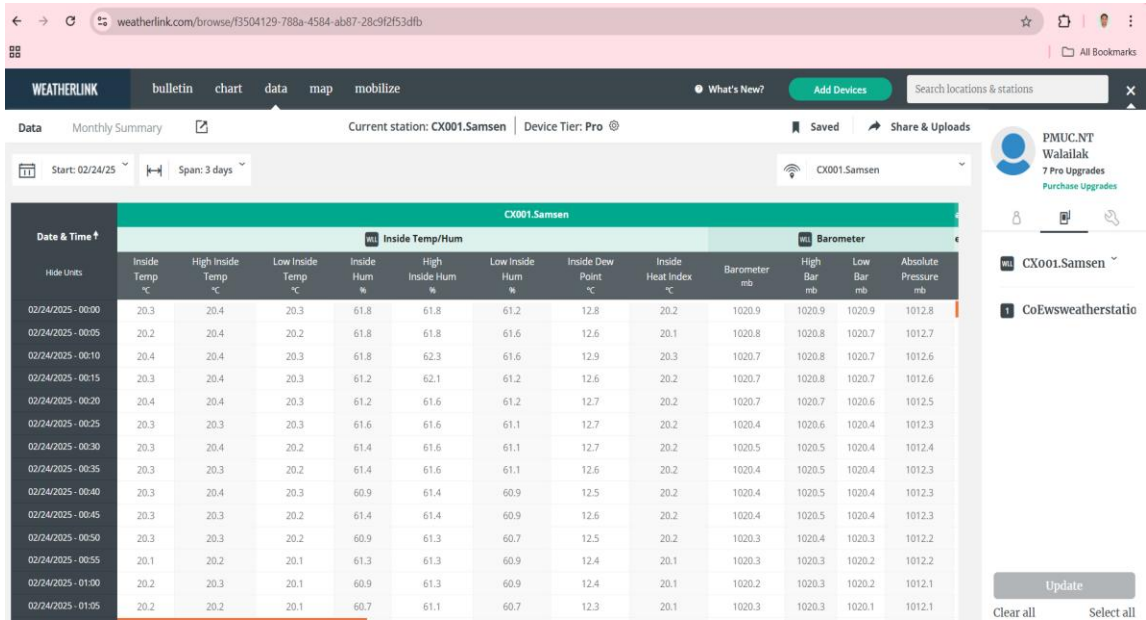 weatherlink.com/browse/f3504129-788a-4584-ab87-28c9f2f53dfb
All Bookmarks
WEATHERLINK bulletin chart data map mobilize What's New? Add Devices Search locations & stations
Data Monthly Summary Current station: CX001.Samsen Device Tier: Pro Saved Share & Uploads
PMUC.NT
Walailak
7 Pro Upgrades
Purchase Upgrades
Start: 02/24/25 Span: 3 days CX001.Samsen
CX001.Samsen
Date & Time WLL Inside Temp/Hum WLL Barometer
Hide Units Inside Temp °C High Inside Temp °C Low Inside Temp °C Inside Hum % High Inside Hum % Low Inside Hum % Inside Dew Point °C Inside Heat Index °C Barometer mb High Bar mb Low Bar mb Absolute Pressure mb
02/24/2025 - 00:00 20.3 20.4 20.3 61.8 61.8 61.2 12.8 20.2 1020.9 1020.9 1020.9 1012.8
02/24/2025 - 00:05 20.2 20.4 20.2 61.8 61.8 61.6 12.6 20.1 1020.8 1020.8 1020.7 1012.7
02/24/2025 - 00:10 20.4 20.4 20.3 61.8 62.3 61.6 12.9 20.3 1020.7 1020.8 1020.7 1012.6
02/24/2025 - 00:15 20.3 20.4 20.3 61.2 62.1 61.2 12.6 20.2 1020.7 1020.8 1020.7 1012.6
02/24/2025 - 00:20 20.4 20.4 20.3 61.2 61.6 61.2 12.7 20.2 1020.7 1020.7 1020.6 1012.5
02/24/2025 - 00:25 20.3 20.3 20.3 61.6 61.6 61.1 12.7 20.2 1020.4 1020.6 1020.4 1012.3
02/24/2025 - 00:30 20.3 20.4 20.2 61.4 61.6 61.1 12.7 20.2 1020.5 1020.5 1020.4 1012.4
02/24/2025 - 00:35 20.3 20.3 20.2 61.4 61.6 61.1 12.6 20.2 1020.4 1020.5 1020.4 1012.3
02/24/2025 - 00:40 20.3 20.4 20.3 60.9 61.4 60.9 12.5 20.2 1020.4 1020.5 1020.4 1012.3
02/24/2025 - 00:45 20.3 20.3 20.2 61.4 61.4 60.9 12.6 20.2 1020.4 1020.5 1020.4 1012.3
02/24/2025 - 00:50 20.3 20.3 20.2 60.9 61.3 60.7 12.5 20.2 1020.3 1020.4 1020.3 1012.2
02/24/2025 - 00:55 20.1 20.2 20.1 61.3 61.3 60.9 12.4 20.1 1020.3 1020.3 1020.2 1012.2
02/24/2025 - 01:00 20.2 20.3 20.1 60.9 61.3 60.9 12.4 20.1 1020.2 1020.3 1020.2 1012.1
02/24/2025 - 01:05 20.2 20.2 20.1 60.7 61.1 60.7 12.3 20.1 1020.3 1020.3 1020.1 1012.1
WLL CX001.Samsen
1 CoEwsweatherstatio
Update
Clear all Select all